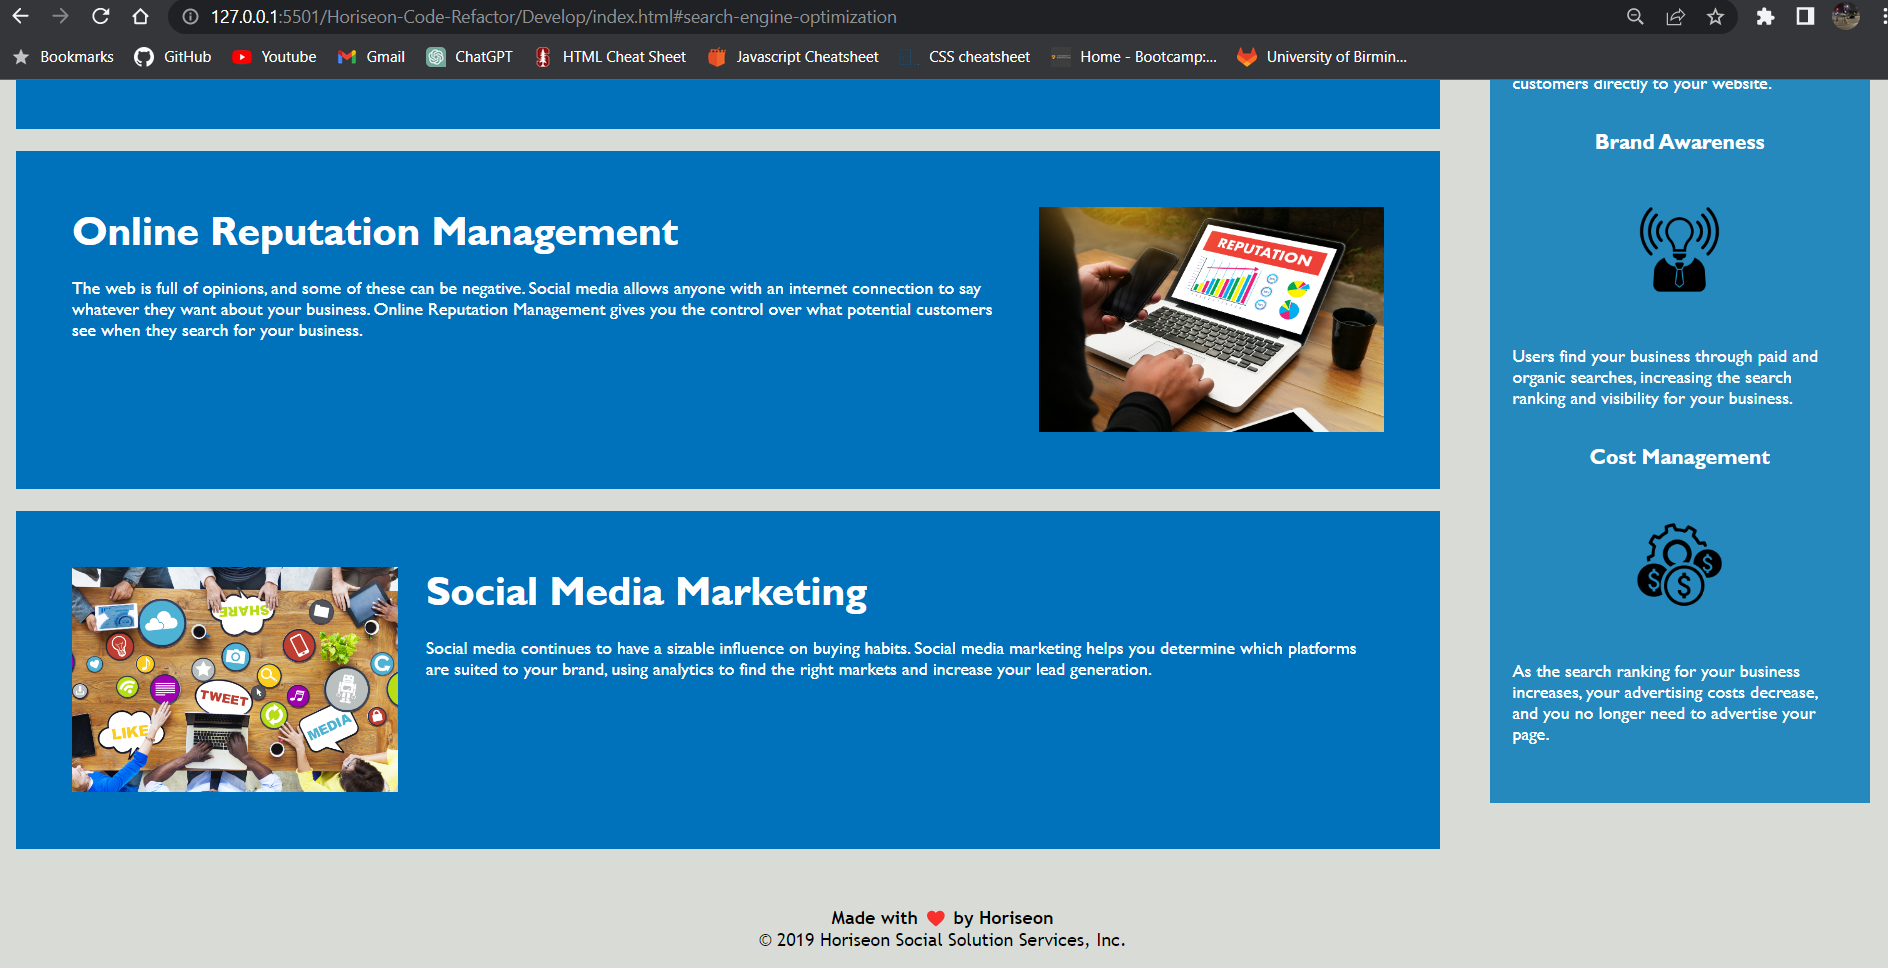 127.0.0.1:5501/Horiseon-Code-Refactor/Develop/index.html#search-engine-optimization
Bookmarks GitHub Youtube Gmail ChatGPT HTML Cheat Sheet Javascript Cheatsheet CSS cheatsheet Home - Bootcamp:... University of Birmin...
Online Reputation Management
The web is full of opinions, and some of these can be negative. Social media allows anyone with an internet connection to say
whatever they want about your business. Online Reputation Management gives you the control over what potential customers
see when they search for your business.
REPUTATION
SHARE
TWEET
LIKE
MEDIA
Social Media Marketing
Social media continues to have a sizable influence on buying habits. Social media marketing helps you determine which platforms
are suited to your brand, using analytics to find the right markets and increase your lead generation.
customers directly to your website.
Brand Awareness
Users find your business through paid and
organic searches, increasing the search
ranking and visibility for your business.
Cost Management
$ $ $
As the search ranking for your business
increases, your advertising costs decrease,
and you no longer need to advertise your
page.
Made with ❤️ by Horiseon
© 2019 Horiseon Social Solution Services, Inc.